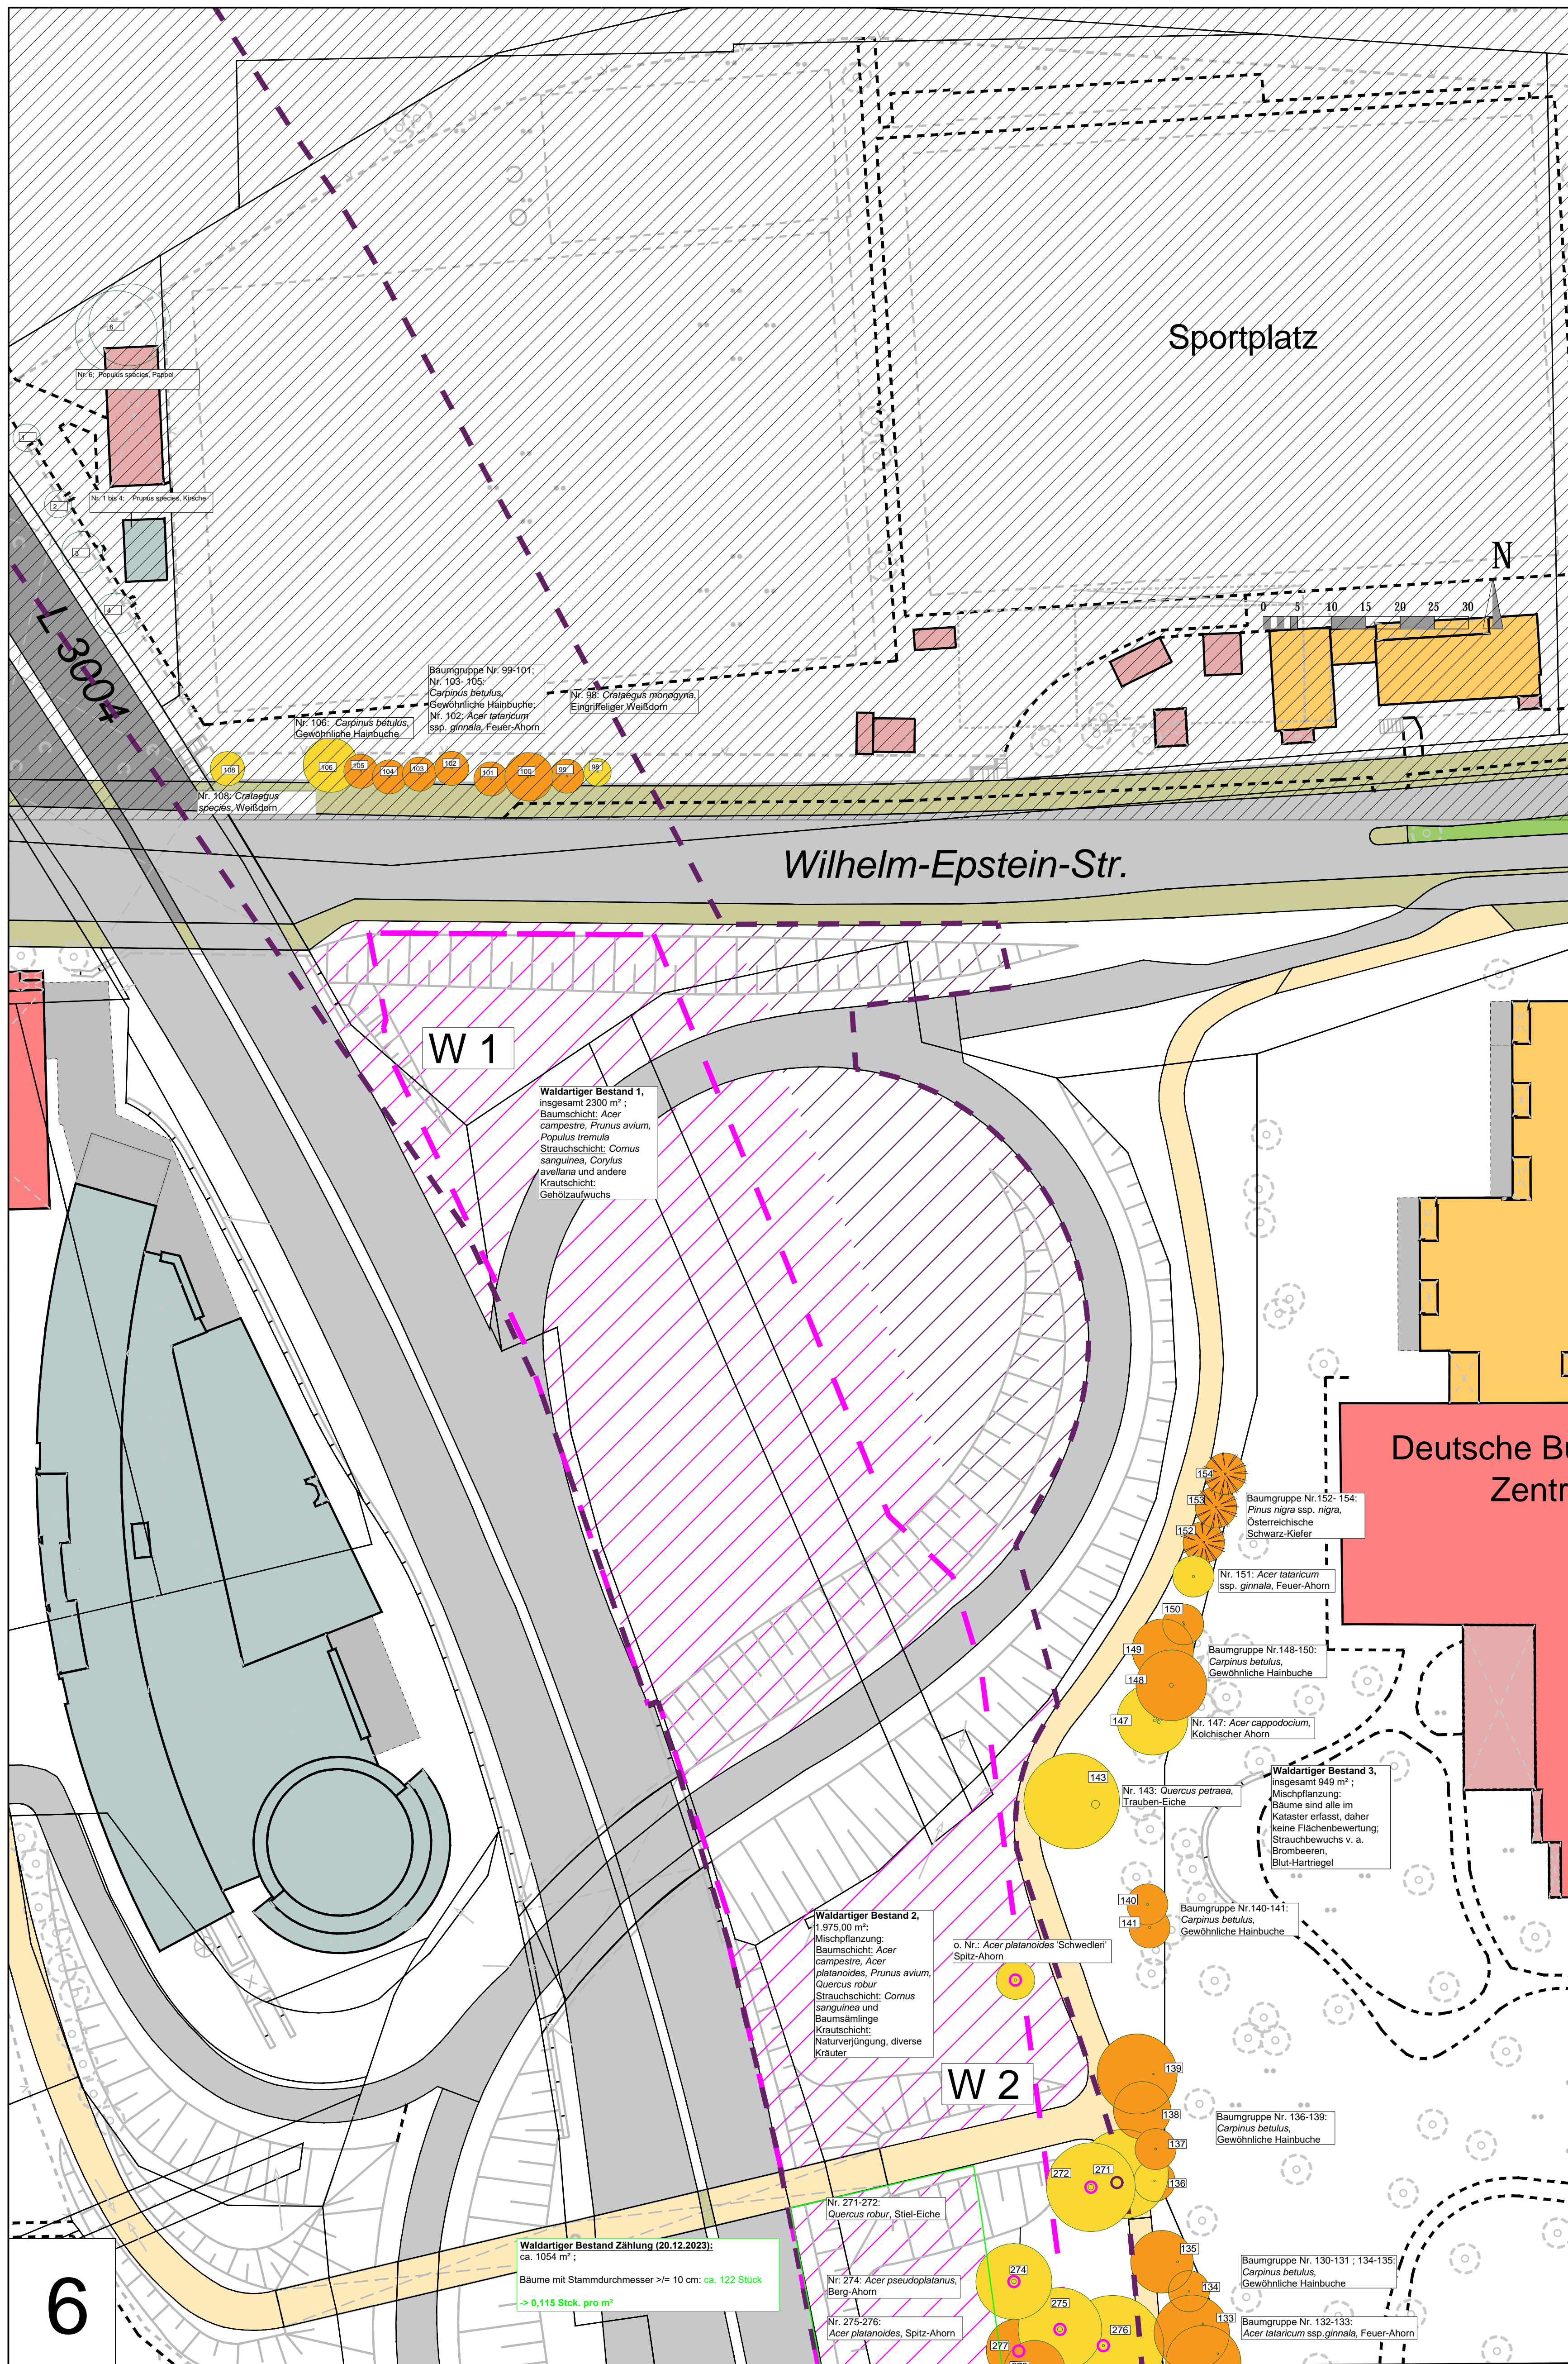 Sportplatz
6
Nr. 6; Populus species, Pappel
1
2
Nr. 1 bis 4; Prunus species, Kirsche
3
4
L 3004
N
0 5 10 15 20 25 30
Baumgruppe Nr. 99-101;
Nr. 103- 105:
Carpinus betulus,
Gewöhnliche Hainbuche;
Nr. 102; Acer tataricum
ssp. ginnala, Feuer-Ahorn
Nr. 98: Crataegus monogyna,
Eingriffeliger Weißdorn
Nr. 106: Carpinus betulus,
Gewöhnliche Hainbuche
108
106
105
104
103
102
101
100
99
98
Nr. 108: Crataegus
species, Weißdorn
Wilhelm-Epstein-Str.
W 1
Waldartiger Bestand 1,
insgesamt 2300 m² ;
Baumschicht: Acer
campestre, Prunus avium,
Populus tremula
Strauchschicht: Cornus
sanguinea, Corylus
avellana und andere
Krautschicht:
Gehölzaufwuchs
Deutsche Bu
Zentr
154
153
152
Baumgruppe Nr.152- 154:
Pinus nigra ssp. nigra,
Österreichische
Schwarz-Kiefer
Nr. 151: Acer tataricum
ssp. ginnala, Feuer-Ahorn
150
149
148
Baumgruppe Nr.148-150:
Carpinus betulus,
Gewöhnliche Hainbuche
147
Nr. 147: Acer cappodocium,
Kolchischer Ahorn
143
Nr. 143: Quercus petraea,
Trauben-Eiche
Waldartiger Bestand 3,
insgesamt 949 m² ;
Mischpflanzung:
Bäume sind alle im
Kataster erfasst, daher
keine Flächenbewertung;
Strauchbewuchs v. a.
Brombeeren,
Blut-Hartriegel
140
141
Baumgruppe Nr.140-141:
Carpinus betulus,
Gewöhnliche Hainbuche
Waldartiger Bestand 2,
1.975,00 m²:
Mischpflanzung:
Baumschicht: Acer
campestre, Acer
platanoides, Prunus avium,
Quercus robur
Strauchschicht: Cornus
sanguinea und
Baumsämlinge
Krautschicht:
Naturverjüngung, diverse
Kräuter
o. Nr.: Acer platanoides 'Schwedleri'
Spitz-Ahorn
W 2
139
138
137
136
Baumgruppe Nr. 136-139:
Carpinus betulus,
Gewöhnliche Hainbuche
272
271
Nr. 271-272:
Quercus robur, Stiel-Eiche
Waldartiger Bestand Zählung (20.12.2023):
ca. 1054 m² ;
Bäume mit Stammdurchmesser >/= 10 cm: ca. 122 Stück
-> 0,115 Stck. pro m²
135
134
133
Baumgruppe Nr. 130-131 ; 134-135:
Carpinus betulus,
Gewöhnliche Hainbuche
274
Nr: 274: Acer pseudoplatanus,
Berg-Ahorn
275
276
277
Nr. 275-276:
Acer platanoides, Spitz-Ahorn
Baumgruppe Nr. 132-133:
Acer tataricum ssp.ginnala, Feuer-Ahorn
6